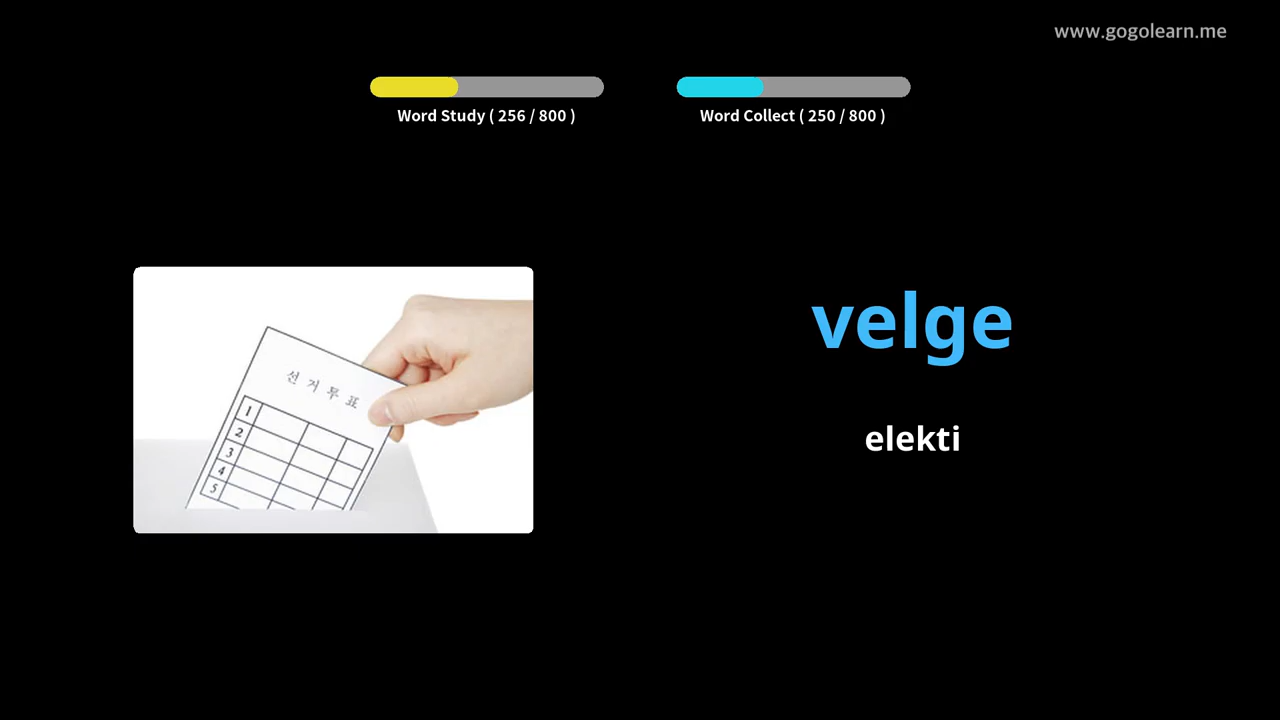 www.gogolearn.me
Word Study ( 256 / 800 )
Word Collect ( 250 / 800 )
velge
elekti
선거투표
1
2
3
4
5